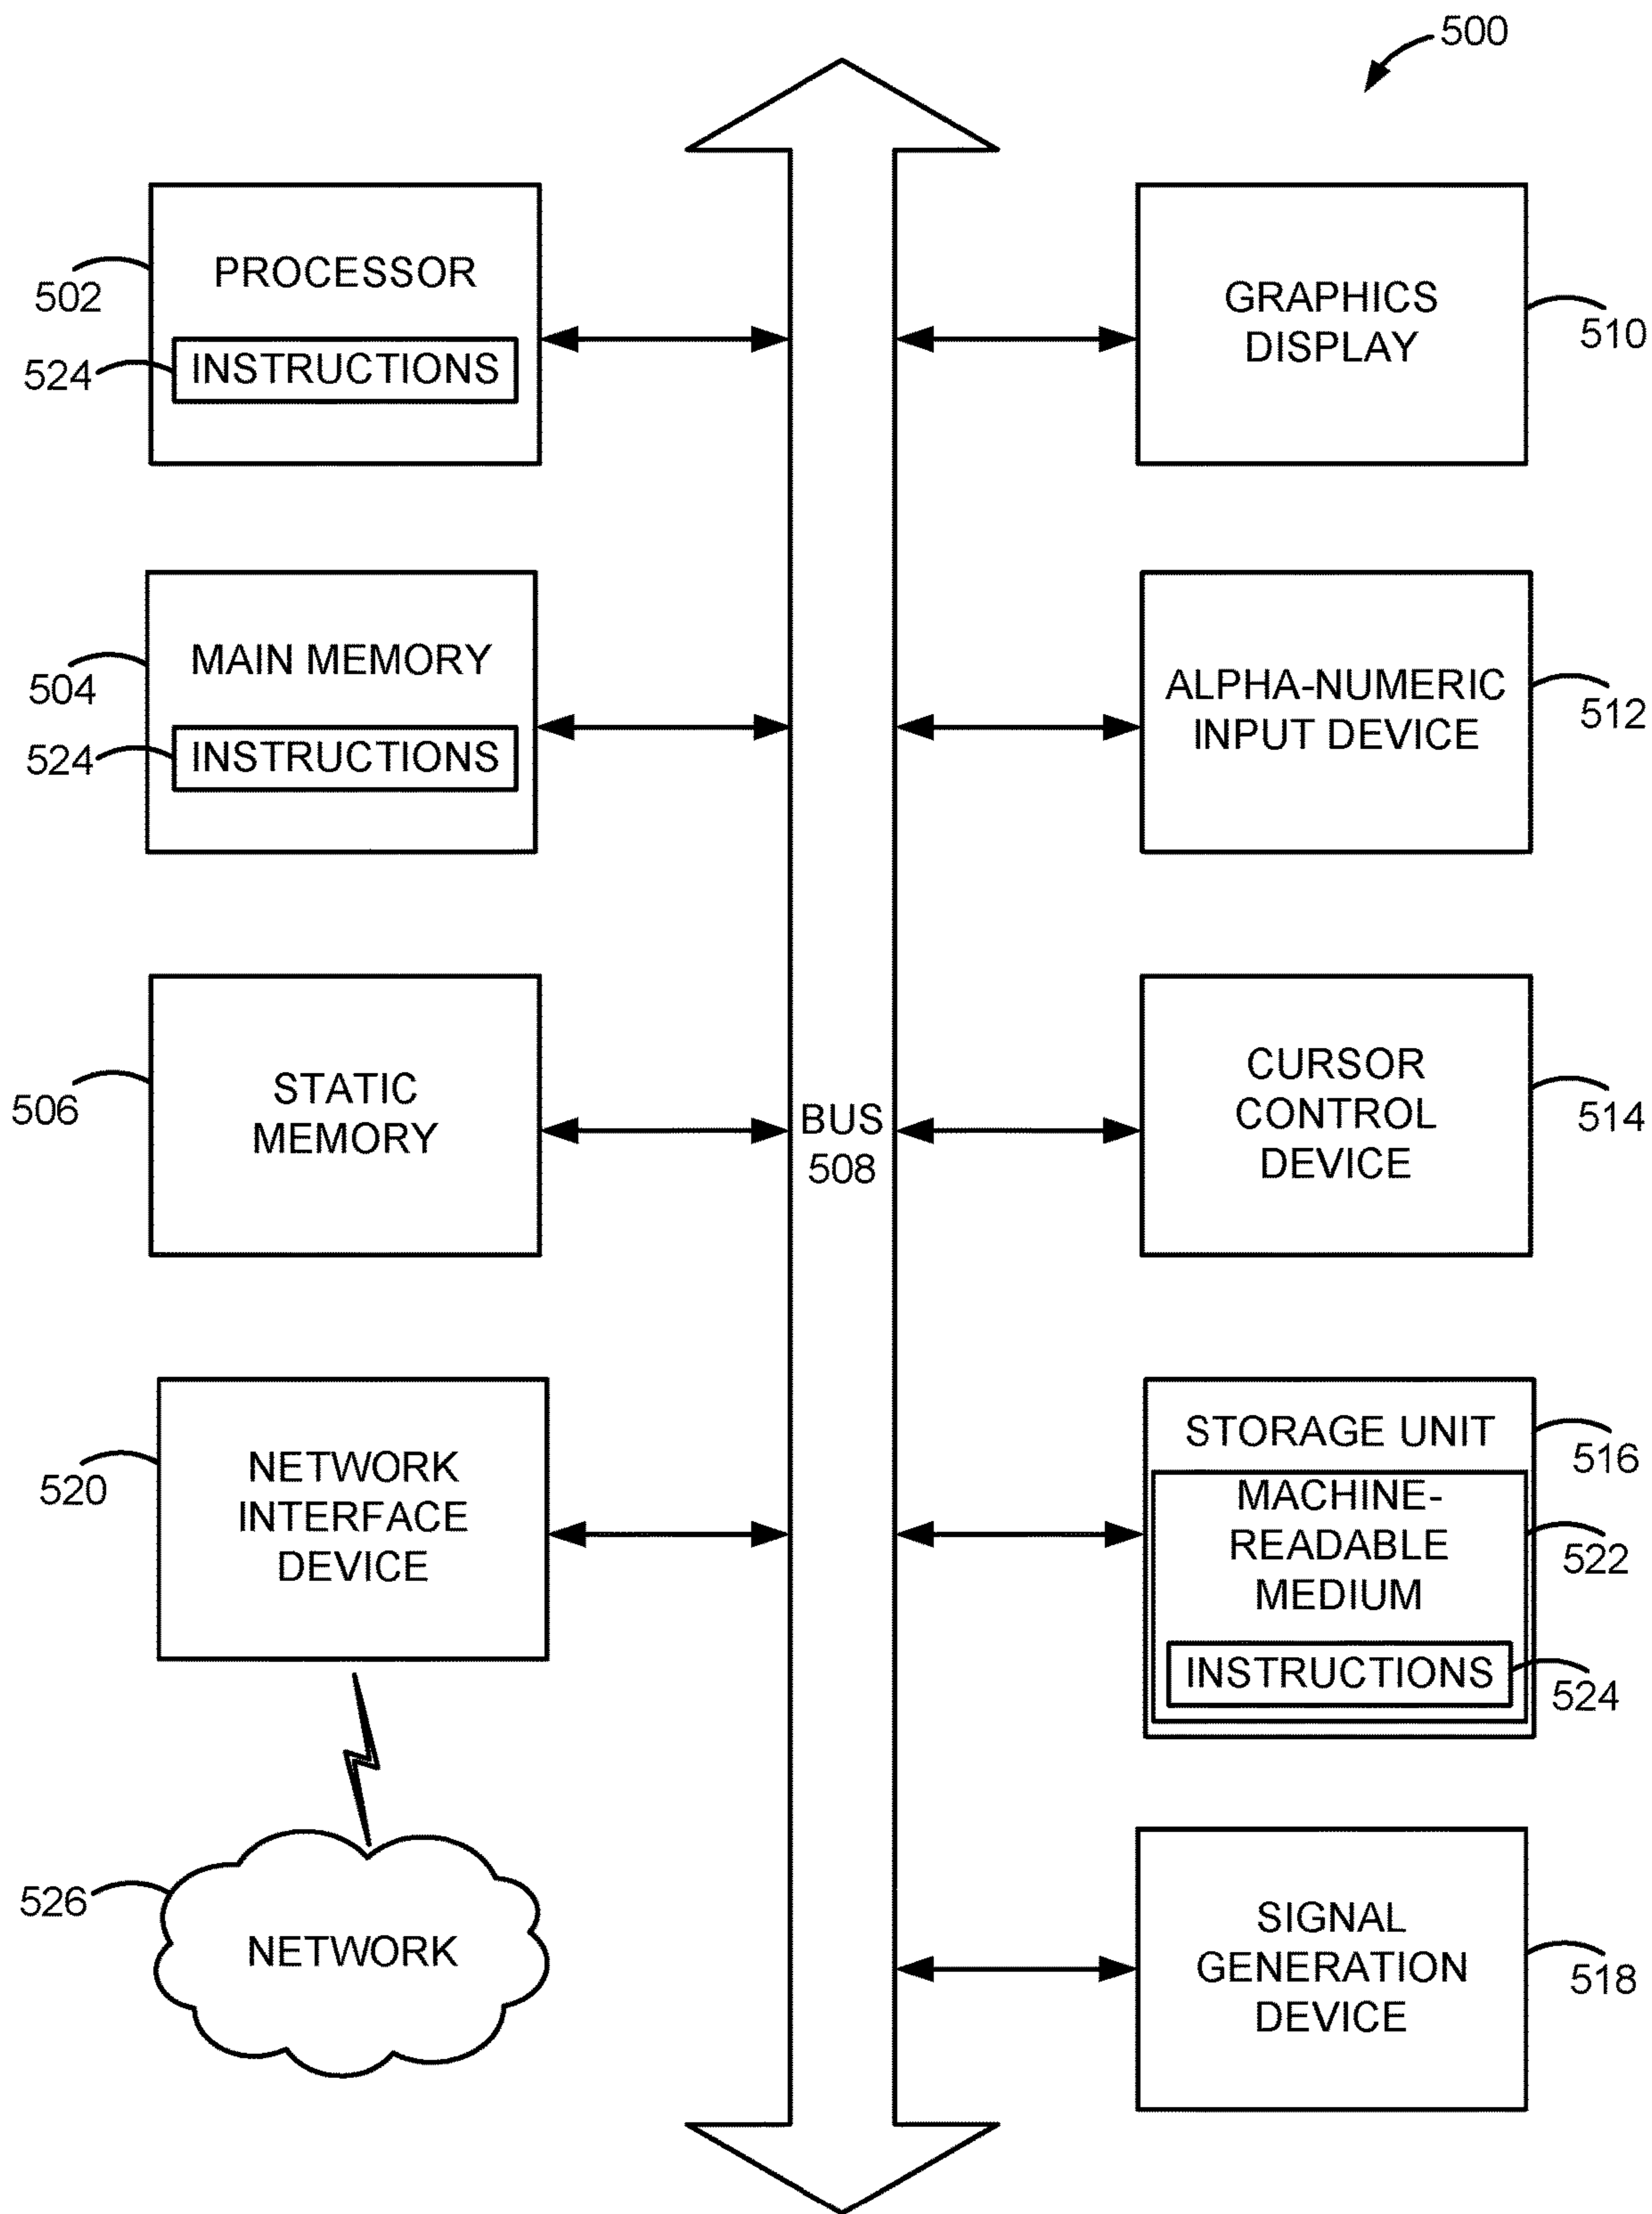 500
PROCESSOR
502
524
INSTRUCTIONS
GRAPHICS
DISPLAY
510
MAIN MEMORY
504
524
INSTRUCTIONS
ALPHA-NUMERIC
INPUT DEVICE
512
STATIC
MEMORY
506
BUS
508
CURSOR
CONTROL
DEVICE
514
NETWORK
INTERFACE
DEVICE
520
STORAGE UNIT
516
MACHINE-
READABLE
MEDIUM
522
INSTRUCTIONS
524
526
NETWORK
SIGNAL
GENERATION
DEVICE
518